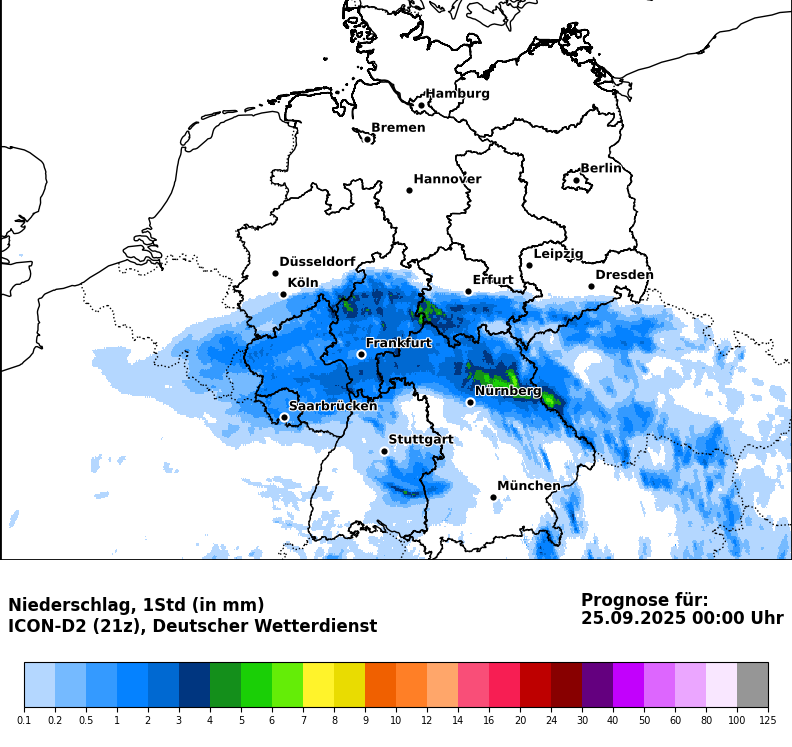 Hamburg
Bremen
Berlin
Hannover
Leipzig
Düsseldorf
Dresden
Köln
Erfurt
Frankfurt
Nürnberg
Saarbrücken
Stuttgart
München
Niederschlag, 1Std (in mm)
ICON-D2 (21z), Deutscher Wetterdienst
Prognose für:
25.09.2025 00:00 Uhr
0.1 0.2 0.5 1 2 3 4 5 6 7 8 9 10 12 14 16 20 24 30 40 50 60 80 100 125